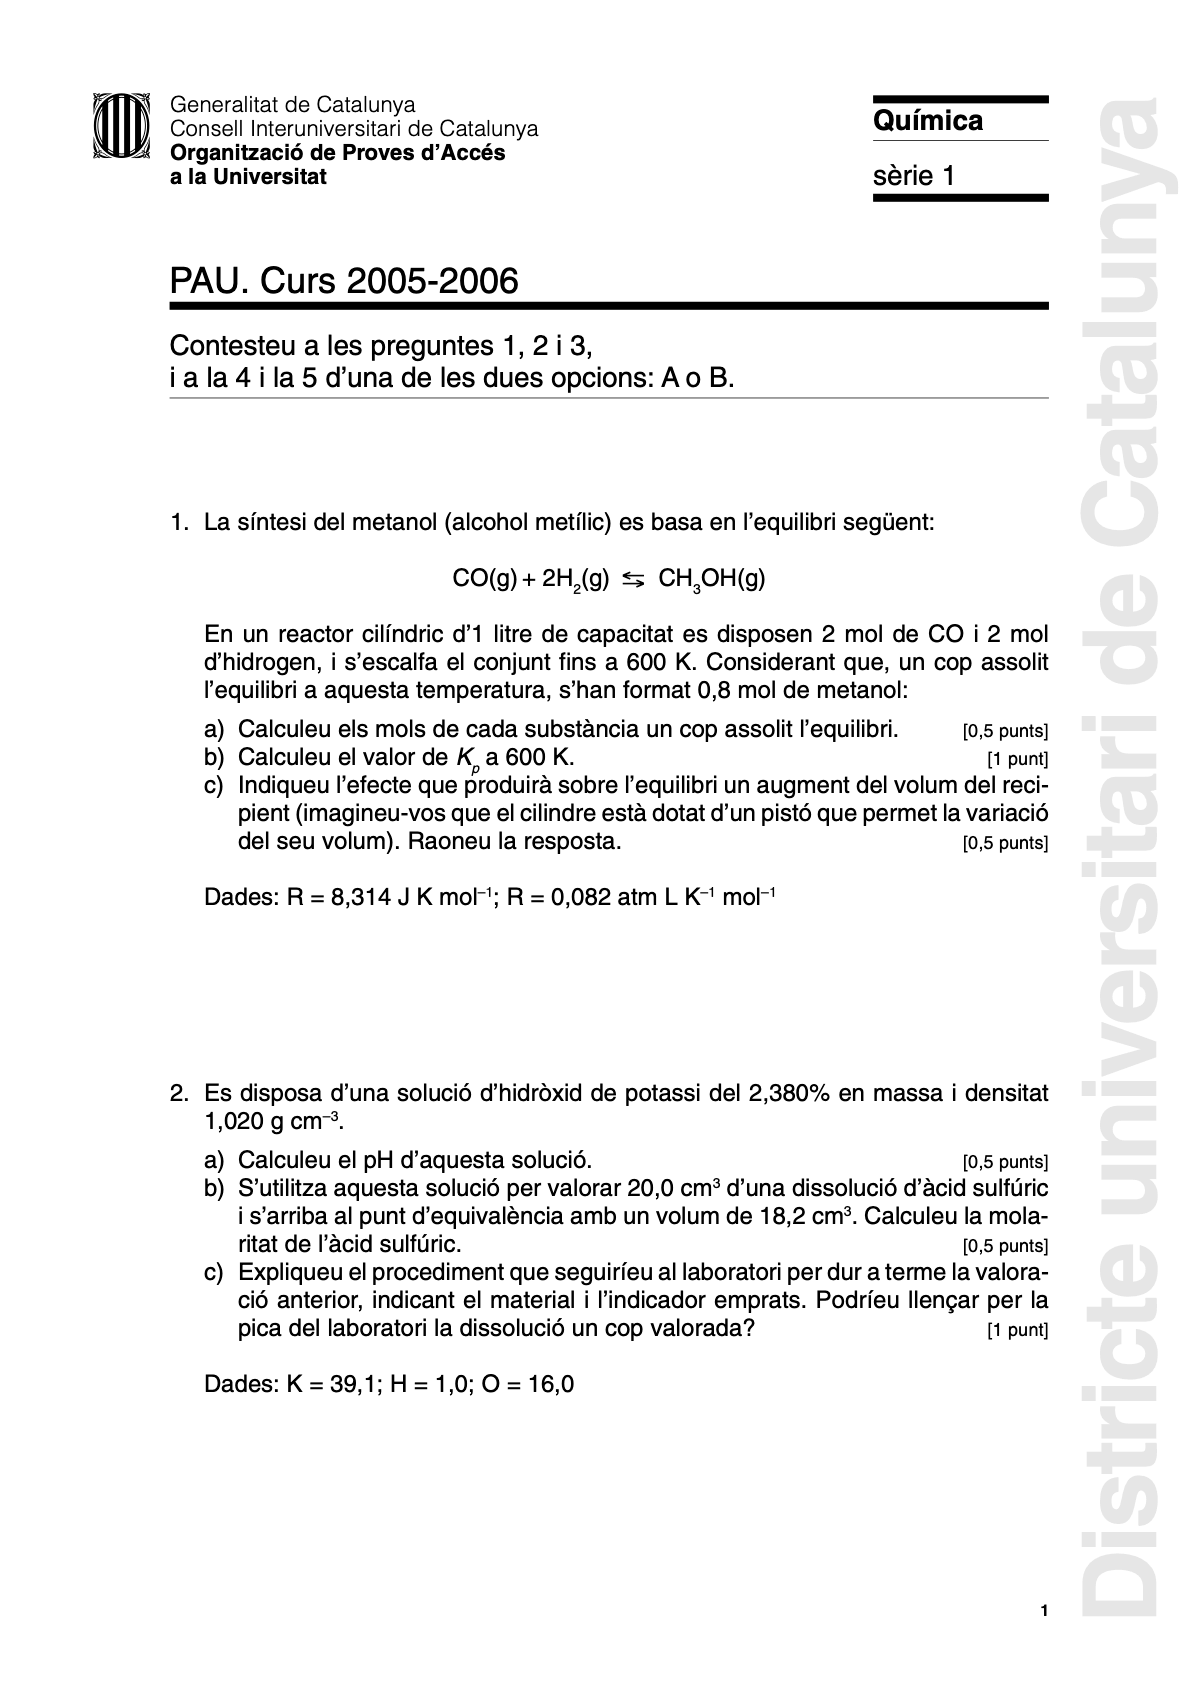 Generalitat de Catalunya
Consell Interuniversitari de Catalunya
Organització de Proves d’Accés
a la Universitat
Química
sèrie 1
PAU. Curs 2005-2006
Contesteu a les preguntes 1, 2 i 3,
i a la 4 i la 5 d’una de les dues opcions: A o B.
1. La síntesi del metanol (alcohol metílic) es basa en l’equilibri següent:
CO(g) + 2H₂(g) ⇆ CH₃OH(g)
En un reactor cilíndric d’1 litre de capacitat es disposen 2 mol de CO i 2 mol
d’hidrogen, i s’escalfa el conjunt fins a 600 K. Considerant que, un cop assolit
l’equilibri a aquesta temperatura, s’han format 0,8 mol de metanol:
a) Calculeu els mols de cada substància un cop assolit l’equilibri. [0,5 punts]
b) Calculeu el valor de Kₚ a 600 K. [1 punt]
c) Indiqueu l’efecte que produirà sobre l’equilibri un augment del volum del reci-
pient (imagineu-vos que el cilindre està dotat d’un pistó que permet la variació
del seu volum). Raoneu la resposta. [0,5 punts]
Dades: R = 8,314 J K mol⁻¹; R = 0,082 atm L K⁻¹ mol⁻¹
2. Es disposa d’una solució d’hidròxid de potassi del 2,380% en massa i densitat
1,020 g cm⁻³.
a) Calculeu el pH d’aquesta solució. [0,5 punts]
b) S’utilitza aquesta solució per valorar 20,0 cm³ d’una dissolució d’àcid sulfúric
i s’arriba al punt d’equivalència amb un volum de 18,2 cm³. Calculeu la mola-
ritat de l’àcid sulfúric. [0,5 punts]
c) Expliqueu el procediment que seguiríeu al laboratori per dur a terme la valora-
ció anterior, indicant el material i l’indicador emprats. Podríeu llençar per la
pica del laboratori la dissolució un cop valorada? [1 punt]
Dades: K = 39,1; H = 1,0; O = 16,0
1
Districte universitari de Catalunya